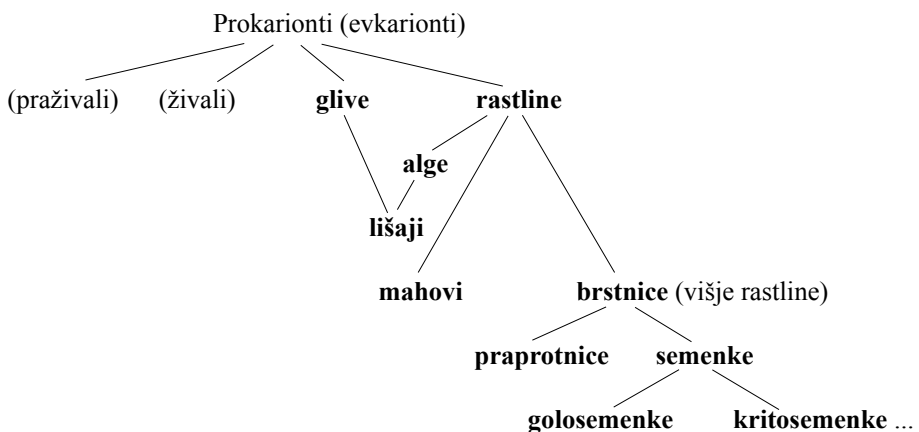 Prokarionti (evkarionti)
(praživali) (živali) glive rastline
alge
lišaji
mahovi brstnice (višje rastline)
praprotnice semenke
golosemenke kritosemenke ...